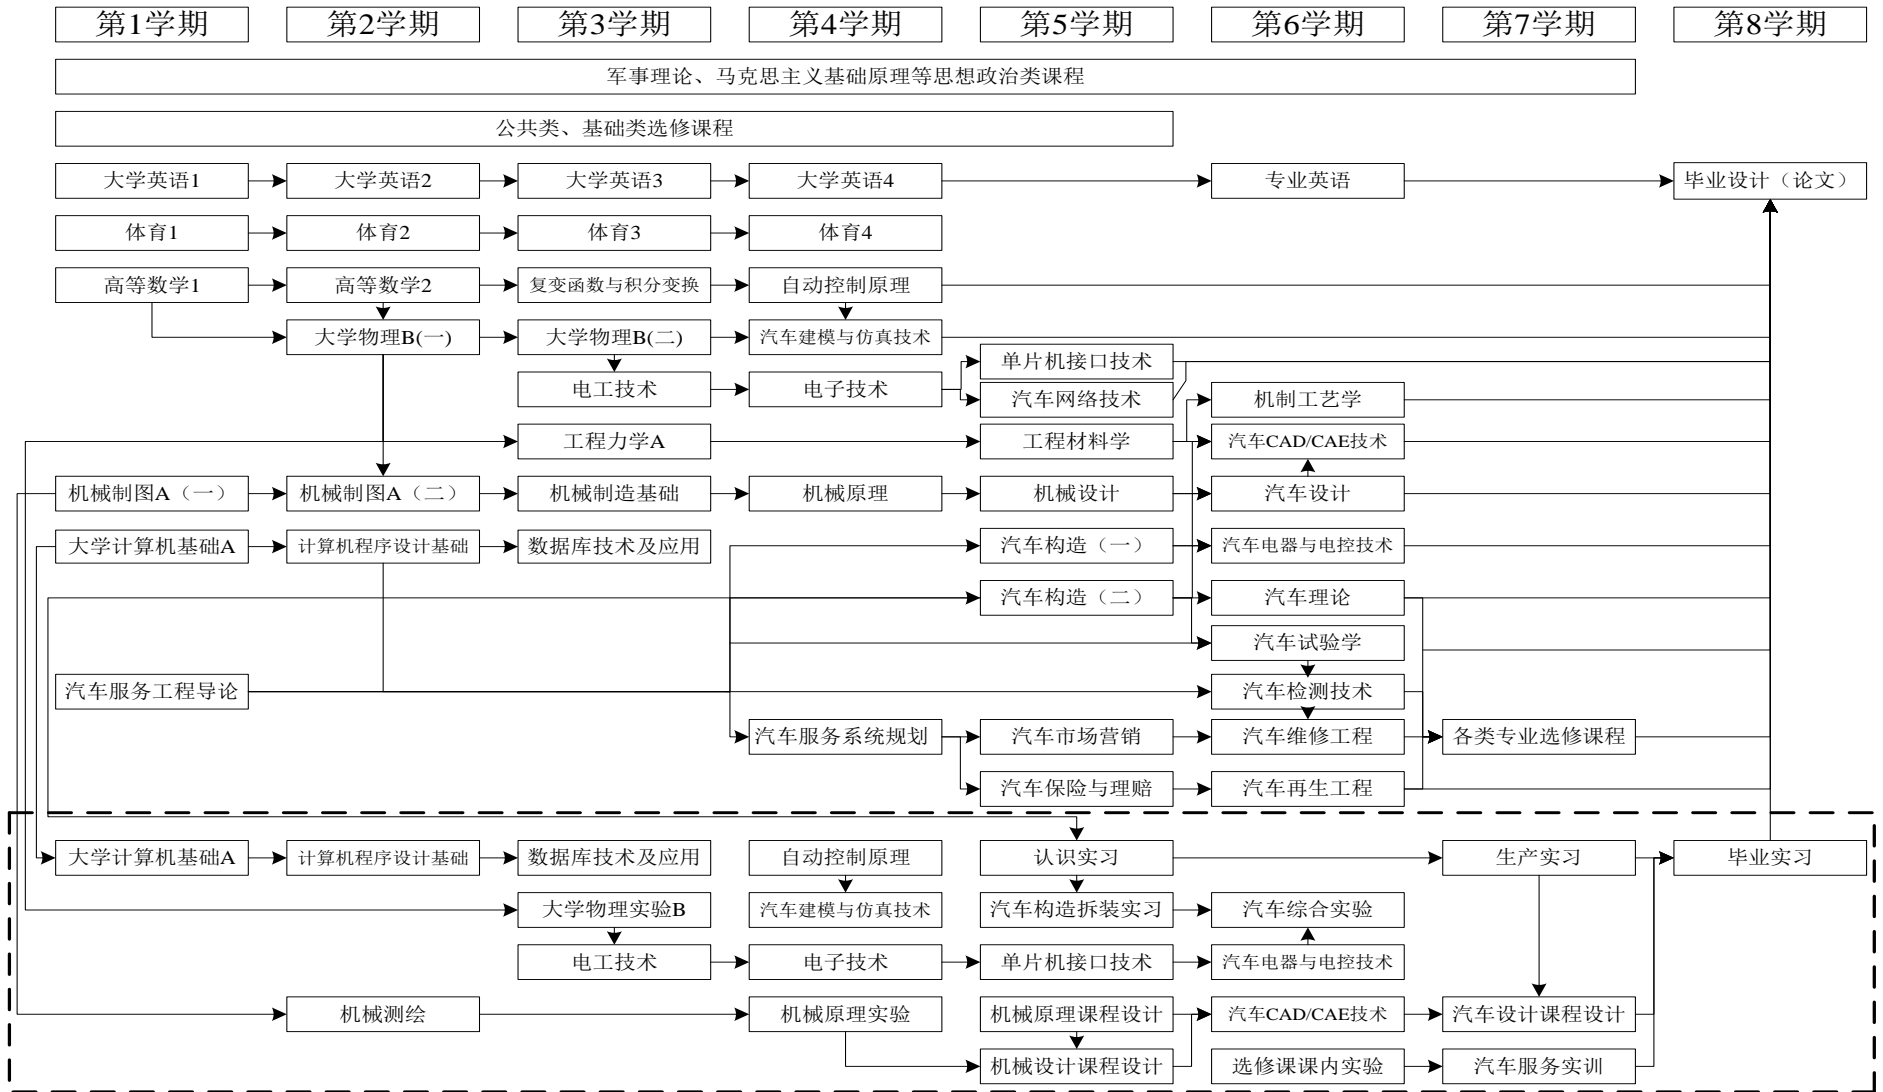 第1学期 第2学期 第3学期 第4学期 第5学期 第6学期 第7学期 第8学期
军事理论、马克思主义基础原理等思想政治类课程
公共类、基础类选修课程
大学英语1 大学英语2 大学英语3 大学英语4 专业英语 毕业设计（论文）
体育1 体育2 体育3 体育4
高等数学1 高等数学2 复变函数与积分变换 自动控制原理
大学物理B(一) 大学物理B(二) 汽车建模与仿真技术
单片机接口技术
电工技术 电子技术
汽车网络技术 机制工艺学
工程力学A 工程材料学 汽车CAD/CAE技术
机械制图A（一） 机械制图A（二） 机械制造基础 机械原理 机械设计 汽车设计
大学计算机基础A 计算机程序设计基础 数据库技术及应用 汽车构造（一） 汽车电器与电控技术
汽车构造（二） 汽车理论
汽车试验学
汽车服务工程导论 汽车检测技术
汽车服务系统规划 汽车市场营销 汽车维修工程 各类专业选修课程
汽车保险与理赔 汽车再生工程
大学计算机基础A 计算机程序设计基础 数据库技术及应用 自动控制原理 认识实习 生产实习 毕业实习
大学物理实验B 汽车建模与仿真技术 汽车构造拆装实习 汽车综合实验
电工技术 电子技术 单片机接口技术 汽车电器与电控技术
机械测绘 机械原理实验 机械原理课程设计 汽车CAD/CAE技术 汽车设计课程设计
机械设计课程设计 选修课课内实验 汽车服务实训